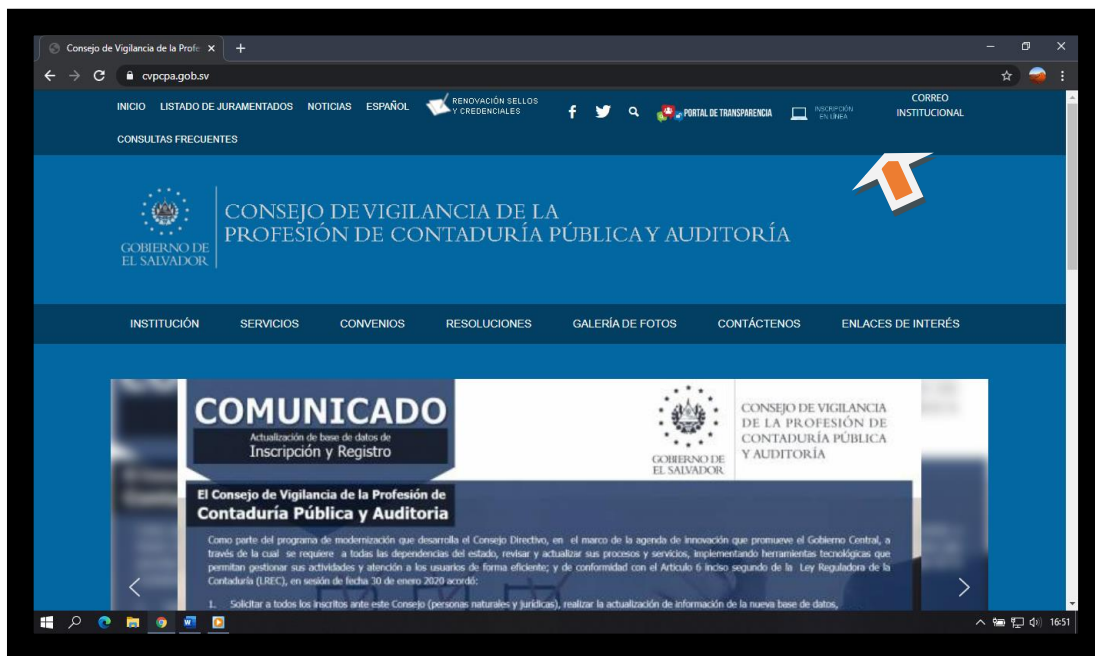 Consejo de Vigilancia de la Profe
cvpcpa.gob.sv
INICIO LISTADO DE JURAMENTADOS NOTICIAS ESPAÑOL RENOVACIÓN SELLOS Y CREDENCIALES PORTAL DE TRANSPARENCIA INSCRIPCIÓN EN LÍNEA CORREO INSTITUCIONAL
CONSULTAS FRECUENTES
GOBIERNO DE
EL SALVADOR
CONSEJO DE VIGILANCIA DE LA
PROFESIÓN DE CONTADURÍA PÚBLICA Y AUDITORÍA
INSTITUCIÓN SERVICIOS CONVENIOS RESOLUCIONES GALERÍA DE FOTOS CONTÁCTENOS ENLACES DE INTERÉS
COMUNICADO
Actualización de base de datos de
Inscripción y Registro
GOBIERNO DE
EL SALVADOR
CONSEJO DE VIGILANCIA
DE LA PROFESIÓN DE
CONTADURÍA PÚBLICA
Y AUDITORÍA
El Consejo de Vigilancia de la Profesión de
Contaduría Pública y Auditoria
Como parte del programa de modernización que desarrolla el Consejo Directivo, en el marco de la agenda de innovación que promueve el Gobierno Central, a
través de la cual se requiere a todas las dependencias del estado, revisar y actualizar sus procesos y servicios, implementando herramientas tecnológicas que
permitan gestionar sus actividades y atención a los usuarios de forma eficiente; y de conformidad con el Artículo 6 inciso segundo de la Ley Reguladora de la
Contaduría (LREC), en sesión de fecha 30 de enero 2020 acordó:
1. Solicitar a todos los inscritos ante este Consejo (personas naturales y jurídicas), realizar la actualización de información de la nueva base de datos,
16:51